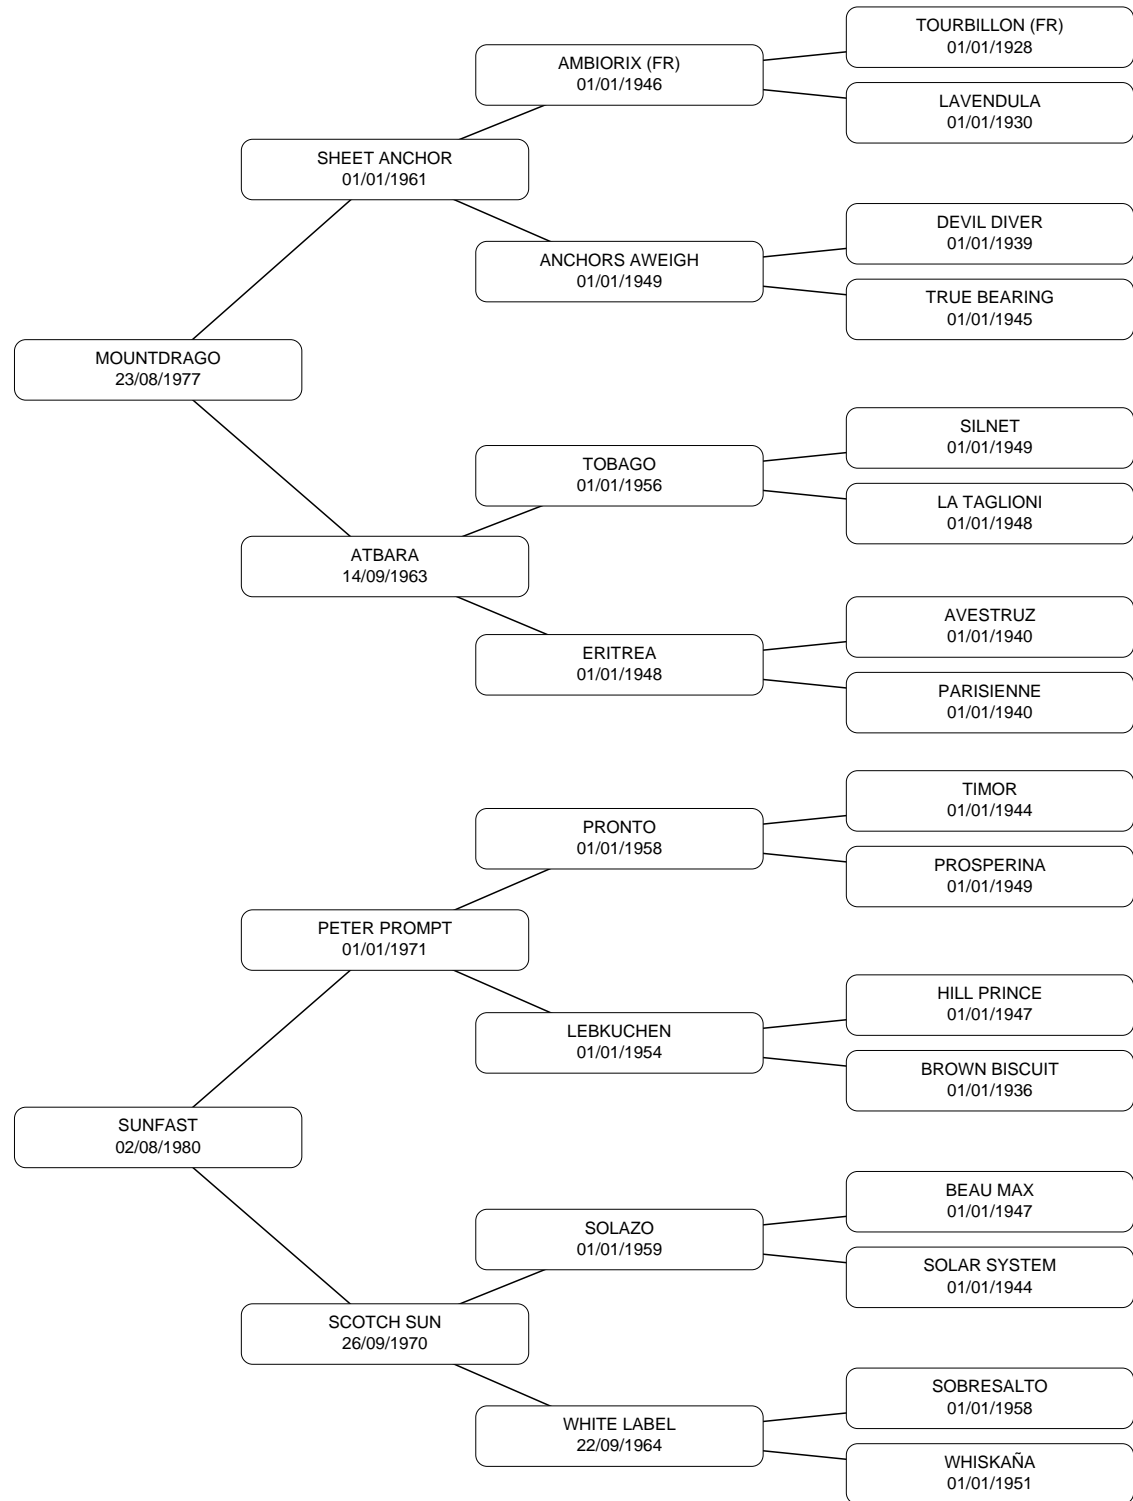 TOURBILLON (FR)
01/01/1928
AMBIORIX (FR)
01/01/1946
LAVENDULA
01/01/1930
SHEET ANCHOR
01/01/1961
DEVIL DIVER
01/01/1939
ANCHORS AWEIGH
01/01/1949
TRUE BEARING
01/01/1945
MOUNTDRAGO
23/08/1977
SILNET
01/01/1949
TOBAGO
01/01/1956
LA TAGLIONI
01/01/1948
ATBARA
14/09/1963
AVESTRUZ
01/01/1940
ERITREA
01/01/1948
PARISIENNE
01/01/1940
TIMOR
01/01/1944
PRONTO
01/01/1958
PROSPERINA
01/01/1949
PETER PROMPT
01/01/1971
HILL PRINCE
01/01/1947
LEBKUCHEN
01/01/1954
BROWN BISCUIT
01/01/1936
SUNFAST
02/08/1980
BEAU MAX
01/01/1947
SOLAZO
01/01/1959
SOLAR SYSTEM
01/01/1944
SCOTCH SUN
26/09/1970
SOBRESALTO
01/01/1958
WHITE LABEL
22/09/1964
WHISKAÑA
01/01/1951